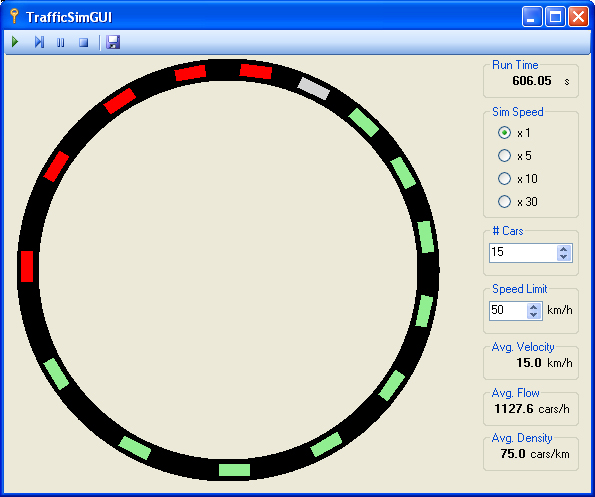 TrafficSimGUI
Run Time
606.05 s
Sim Speed
x 1
x 5
x 10
x 30
# Cars
15
Speed Limit
50 km/h
Avg. Velocity
15.0 km/h
Avg. Flow
1127.6 cars/h
Avg. Density
75.0 cars/km